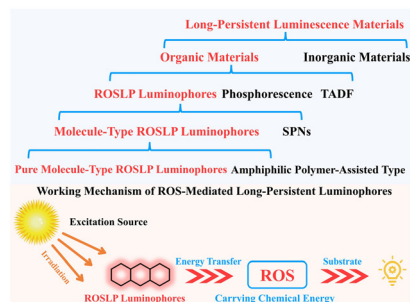 Long-Persistent Luminescence Materials
Organic Materials Inorganic Materials
ROSLP Luminophores Phosphorescence TADF
Molecule-Type ROSLP Luminophores SPNs
Pure Molecule-Type ROSLP Luminophores Amphiphilic Polymer-Assisted Type
Working Mechanism of ROS-Mediated Long-Persistent Luminophores
Excitation Source
Irradiation
Energy Transfer
ROS
Substrate
ROSLP Luminophores
Carrying Chemical Energy